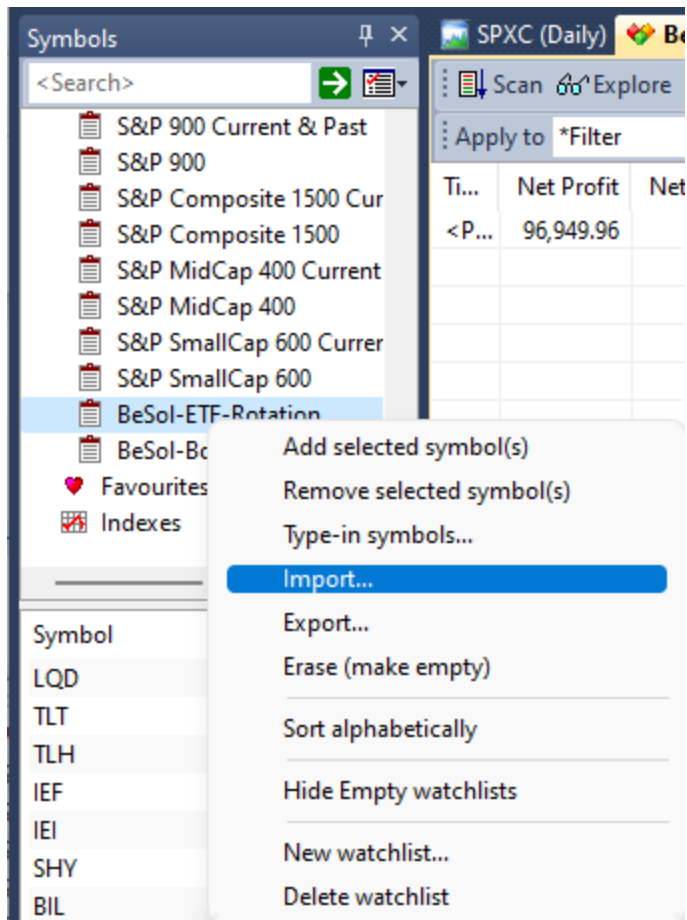 Symbols
SPXC (Daily)
<Search>
Scan Explore
S&P 900 Current & Past
Apply to *Filter
S&P 900
Ti... Net Profit
S&P Composite 1500 Cur
S&P Composite 1500
<P... 96,949.96
S&P MidCap 400 Current
S&P MidCap 400
S&P SmallCap 600 Currer
S&P SmallCap 600
BeSol-ETF-Rotation
BeSol-Bo
Favourites
Indexes
Add selected symbol(s)
Remove selected symbol(s)
Type-in symbols...
Import...
Export...
Erase (make empty)
Sort alphabetically
Hide Empty watchlists
New watchlist...
Delete watchlist
Symbol
LQD
TLT
TLH
IEF
IEI
SHY
BIL